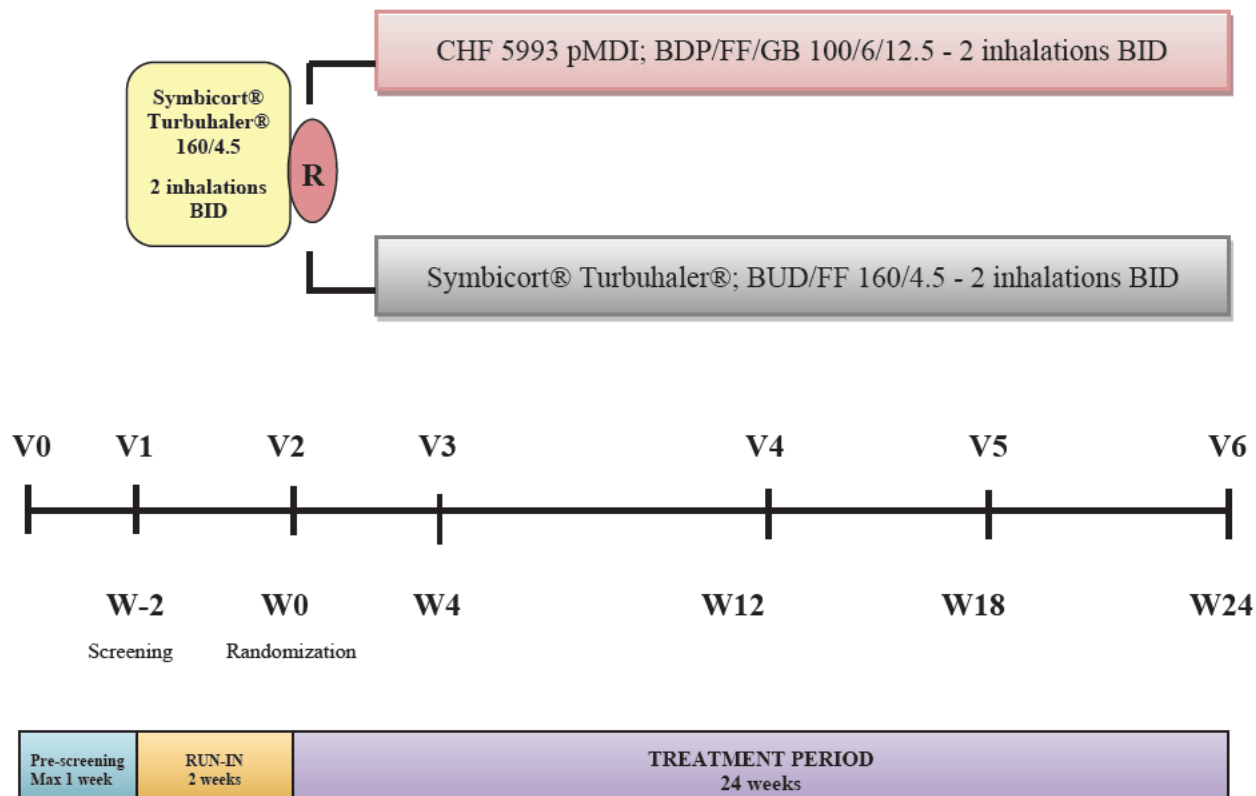 CHF 5993 pMDI; BDP/FF/GB 100/6/12.5 - 2 inhalations BID
Symbicort®
Turbuhaler®
160/4.5
2 inhalations
BID
R
Symbicort® Turbuhaler®; BUD/FF 160/4.5 - 2 inhalations BID
V0 V1 V2 V3 V4 V5 V6
W-2 W0 W4 W12 W18 W24
Screening Randomization
Pre-screening
Max 1 week
RUN-IN
2 weeks
TREATMENT PERIOD
24 weeks